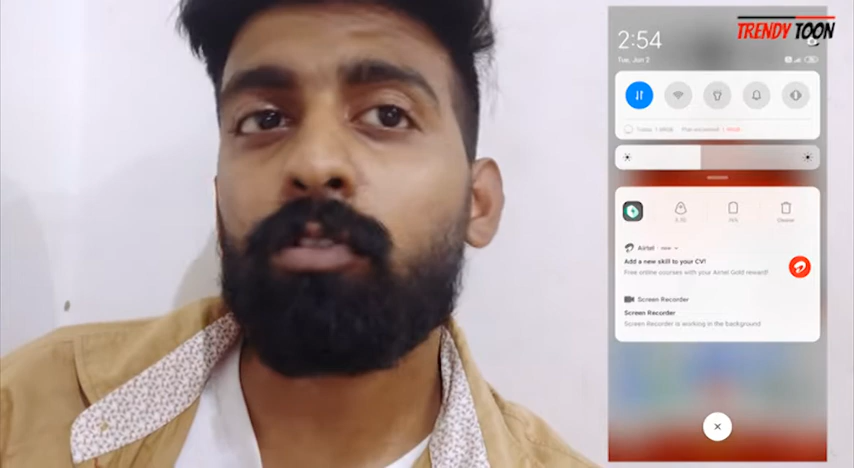 TRENDY TOON
2:54
Tue, Jun 2
Airtel · now
Add a new skill to your CV!
Free online courses with your Airtel Gold reward!
Screen Recorder
Screen Recorder
Screen Recorder is working in the background